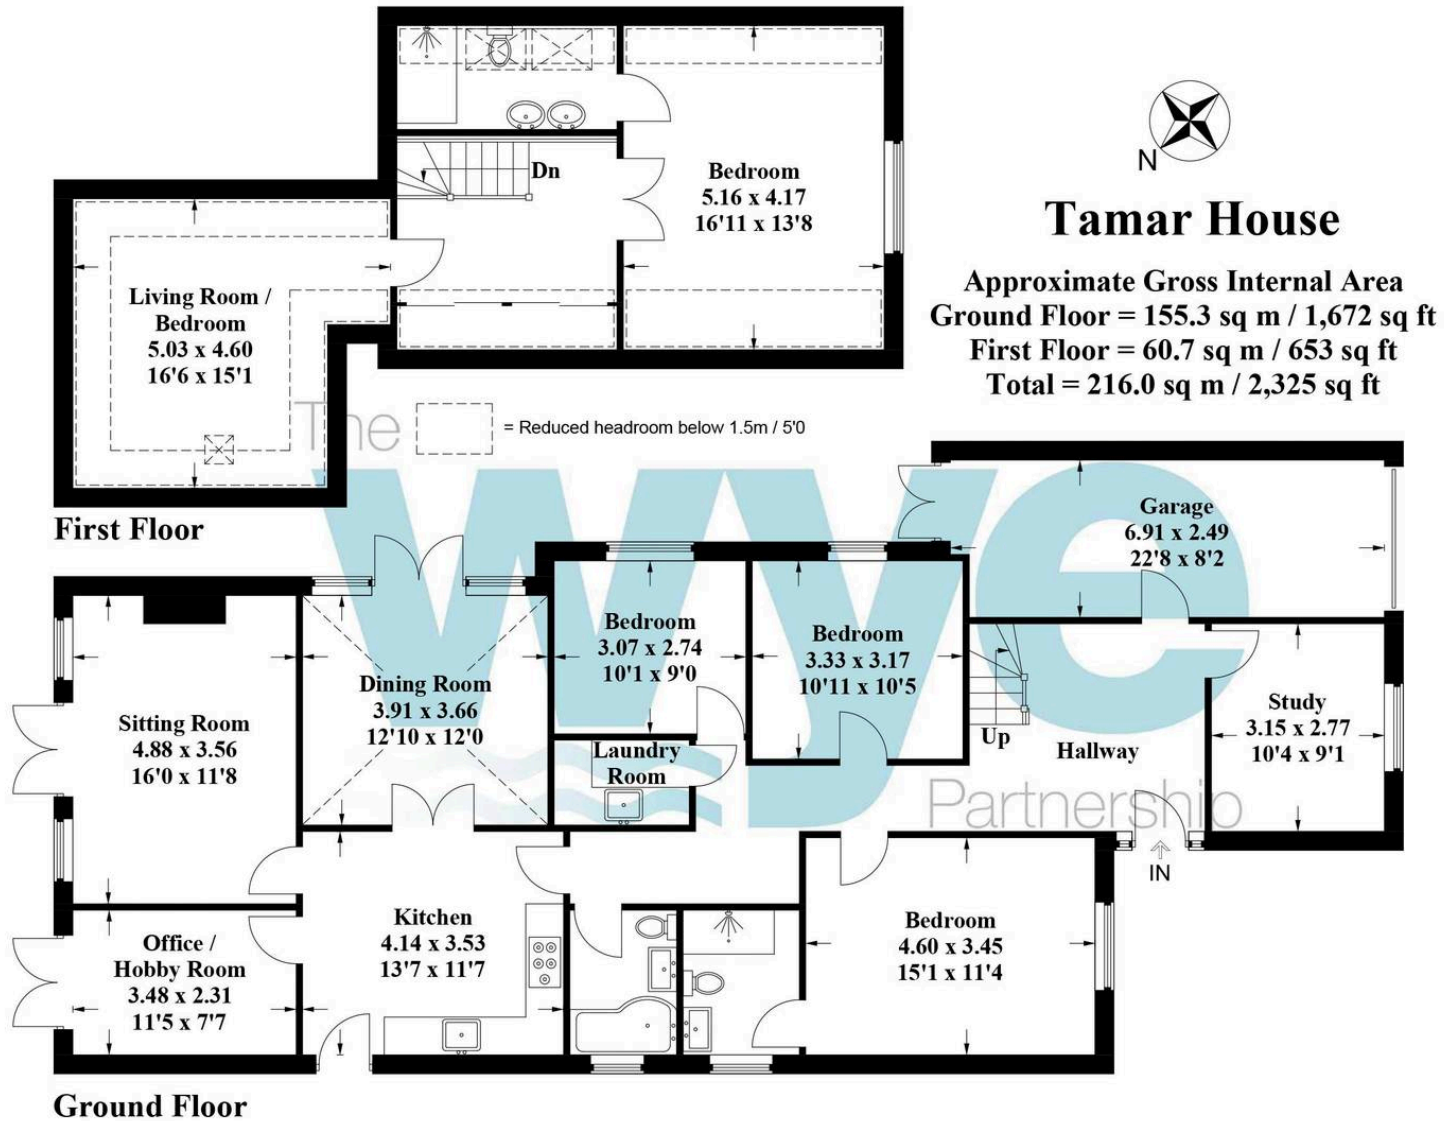 Dn
Bedroom
5.16 x 4.17
16'11 x 13'8
N
Tamar House
Approximate Gross Internal Area
Ground Floor = 155.3 sq m / 1,672 sq ft
First Floor = 60.7 sq m / 653 sq ft
Total = 216.0 sq m / 2,325 sq ft
Living Room /
Bedroom
5.03 x 4.60
16'6 x 15'1
The
= Reduced headroom below 1.5m / 5'0
wye
Partnership
First Floor
Garage
6.91 x 2.49
22'8 x 8'2
Bedroom
3.07 x 2.74
10'1 x 9'0
Bedroom
3.33 x 3.17
10'11 x 10'5
Dining Room
3.91 x 3.66
12'10 x 12'0
Sitting Room
4.88 x 3.56
16'0 x 11'8
Study
3.15 x 2.77
10'4 x 9'1
Up
Hallway
Laundry
Room
IN
Kitchen
4.14 x 3.53
13'7 x 11'7
Bedroom
4.60 x 3.45
15'1 x 11'4
Office /
Hobby Room
3.48 x 2.31
11'5 x 7'7
Ground Floor